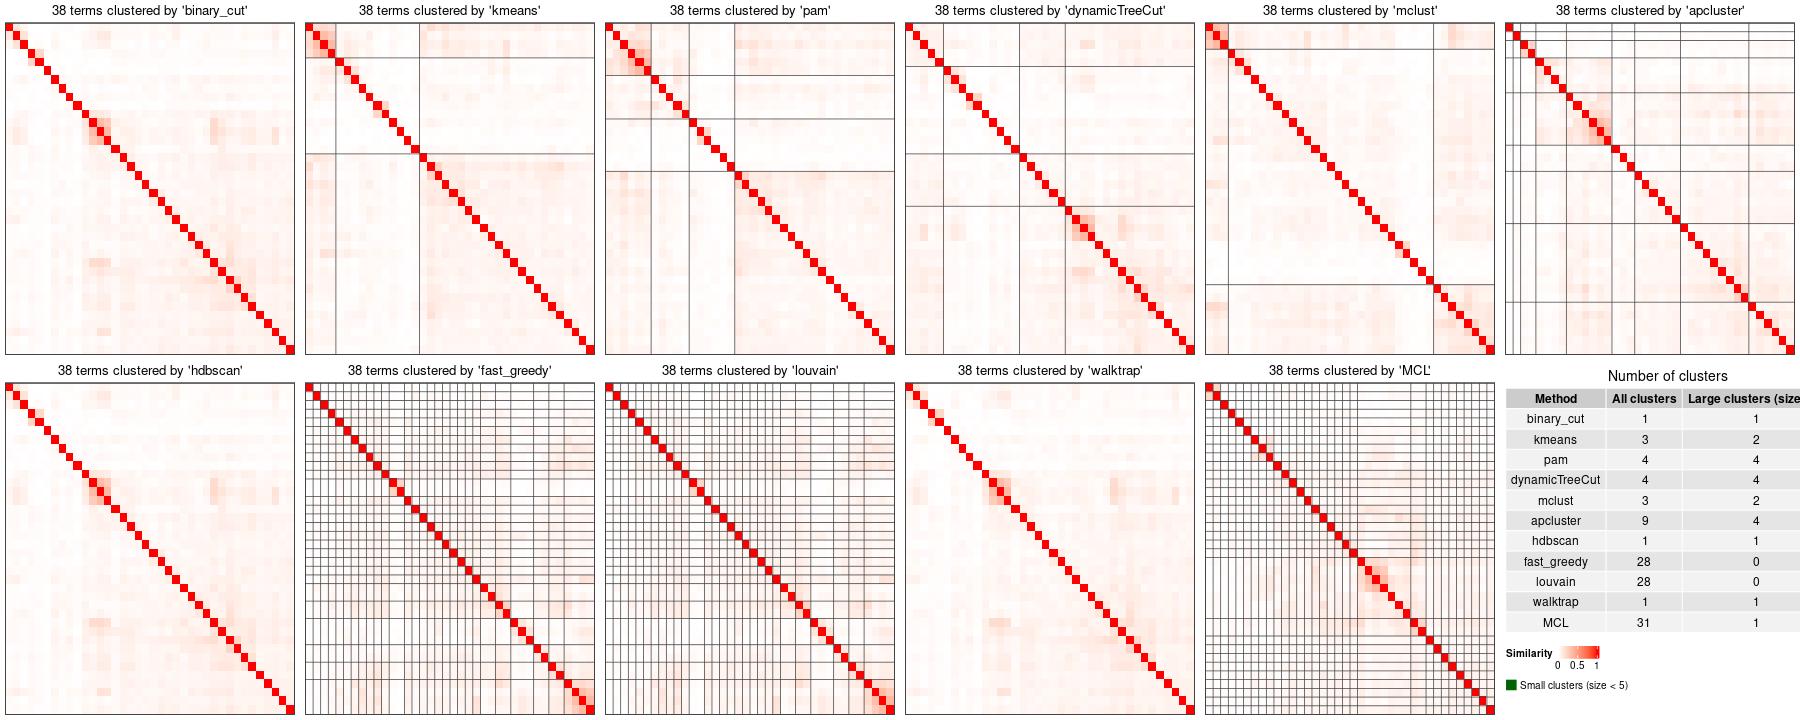 38 terms clustered by 'binary_cut'
38 terms clustered by 'kmeans'
38 terms clustered by 'pam'
38 terms clustered by 'dynamicTreeCut'
38 terms clustered by 'mclust'
38 terms clustered by 'apcluster'
38 terms clustered by 'hdbscan'
38 terms clustered by 'fast_greedy'
38 terms clustered by 'louvain'
38 terms clustered by 'walktrap'
38 terms clustered by 'MCL'
Number of clusters
Method All clusters Large clusters (size
binary_cut 1 1
kmeans 3 2
pam 4 4
dynamicTreeCut 4 4
mclust 3 2
apcluster 9 4
hdbscan 1 1
fast_greedy 28 0
louvain 28 0
walktrap 1 1
MCL 31 1
Similarity
0 0.5 1
Small clusters (size < 5)